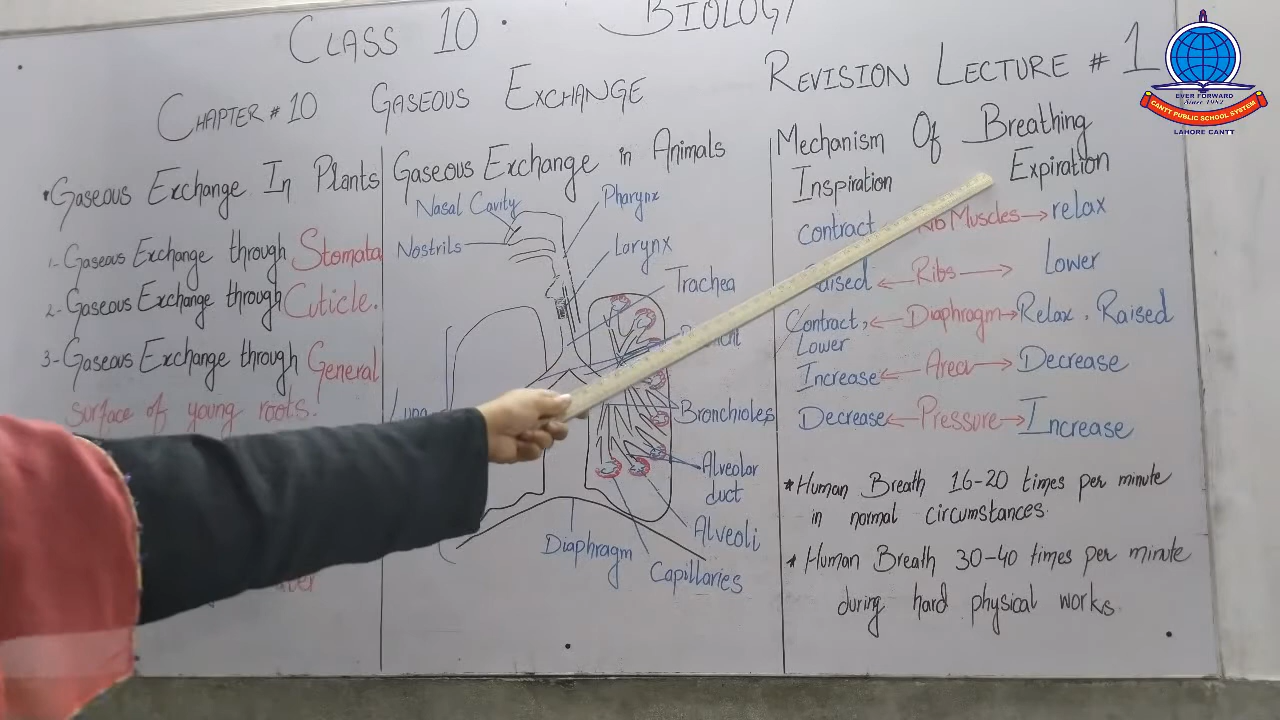 CLASS 10
BIOLOGY
CHAPTER # 10 GASEOUS EXCHANGE
REVISION LECTURE # 1
EVER FORWARD
Since 1982
CANTT PUBLIC SCHOOL SYSTEM
LAHORE CANTT
Gaseous Exchange In Plants
1- Gaseous Exchange through Stomata
2- Gaseous Exchange through Cuticle.
3- Gaseous Exchange through General
surface of young roots.
Gaseous Exchange in Animals
Nasal Cavity
Pharynx
Nostrils
Larynx
Trachea
Lung
Bronchioles
Alveolar
duct
Alveoli
Diaphragm
Capillaries
Mechanism Of Breathing
Inspiration Expiration
Contract Muscles → relax
← Ribs → Lower
Contract, ← Diaphragm → Relax. Raised
Lower
Increase ← Area → Decrease
Decrease ← Pressure → Increase
* Human Breath 16-20 times per minute
in normal circumstances.
* Human Breath 30-40 times per minute
during hard physical works.